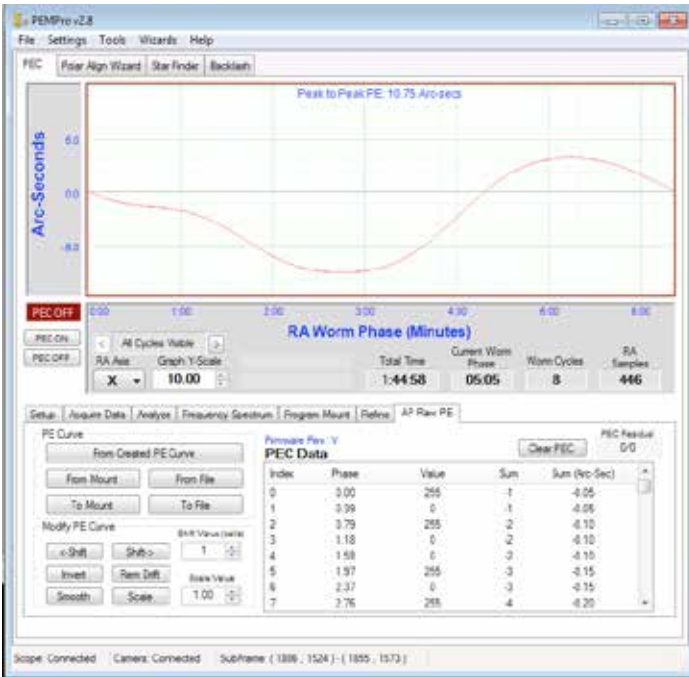 PEMPro v2.8
File Settings Tools Wizards Help
PEC Polar Align Wizard Star Finder Backlash
Peak to Peak PE: 10.75 Arc-secs
Arc-Seconds
0.0
PEC OFF
0:00 1:00 2:00 3:00 4:00
RA Worm Phase (Minutes)
PEC ON
PEC OFF
< All Cycles Visible >
RA Axis Graph Y-Scale Total Time Current Worm Phase Worm Cycles RA Samples
X 10.00 1:44:58 05:05 8 446
Setup Acquire Data Analyze Frequency Spectrum Program Mount Refine AP Raw PE
PE Curve
From Created PE Curve
From Mount From File
To Mount To File
Modify PE Curve
Shift Value
<-Shift Shift-> 1
Invert Rem Drift Scale Value
Smooth Scale 1.00
Firmware Rev: V
PEC Data
Clear PEC
PEC Residue
0/0
Index Phase Value Sum Sum (Arc-Sec)
0 0.00 255 -1 -0.05
1 0.39 0 -1 -0.05
2 0.79 255 -2 -0.10
3 1.18 0 -2 -0.10
4 1.58 0 -2 -0.10
5 1.97 255 -3 -0.15
6 2.37 0 -3 -0.15
7 2.76 255 -4 -0.20
Scope: Connected Camera: Connected Subframe: ( 1806 , 1524 ) - ( 1855 , 1573 )